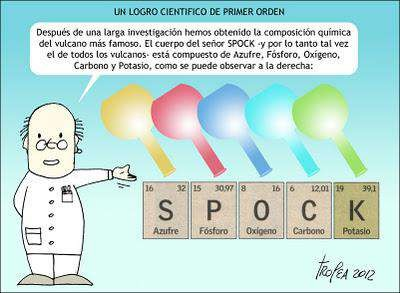 UN LOGRO CIENTIFICO DE PRIMER ORDEN
Después de una larga investigación hemos obtenido la composición química
del vulcano más famoso. El cuerpo del señor SPOCK -y por lo tanto tal vez
el de todos los vulcanos- está compuesto de Azufre, Fósforo, Oxígeno,
Carbono y Potasio, como se puede observar a la derecha:
16 32 15 30,97 8 16 6 12,01 19 39,1
S P O C K
Azufre Fósforo Oxígeno Carbono Potasio
TROPEA 2012